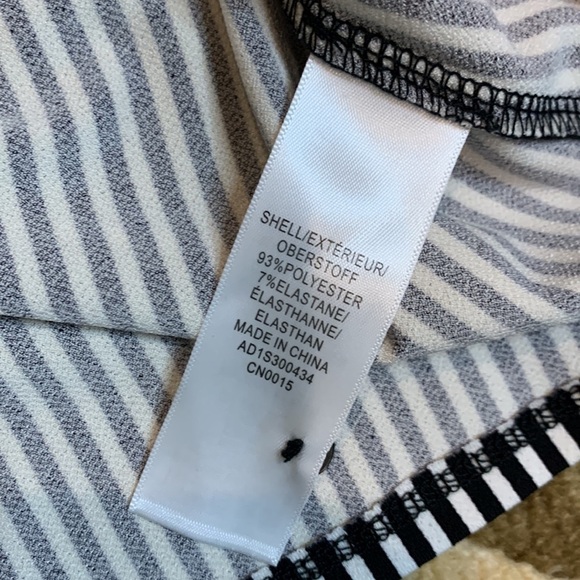 SHELL/EXTÉRIEUR/
OBERSTOFF
93%POLYESTER
7%ELASTANE/
ÉLASTHANNE/
ELASTHAN
MADE IN CHINA
AD1S300434
CN0015